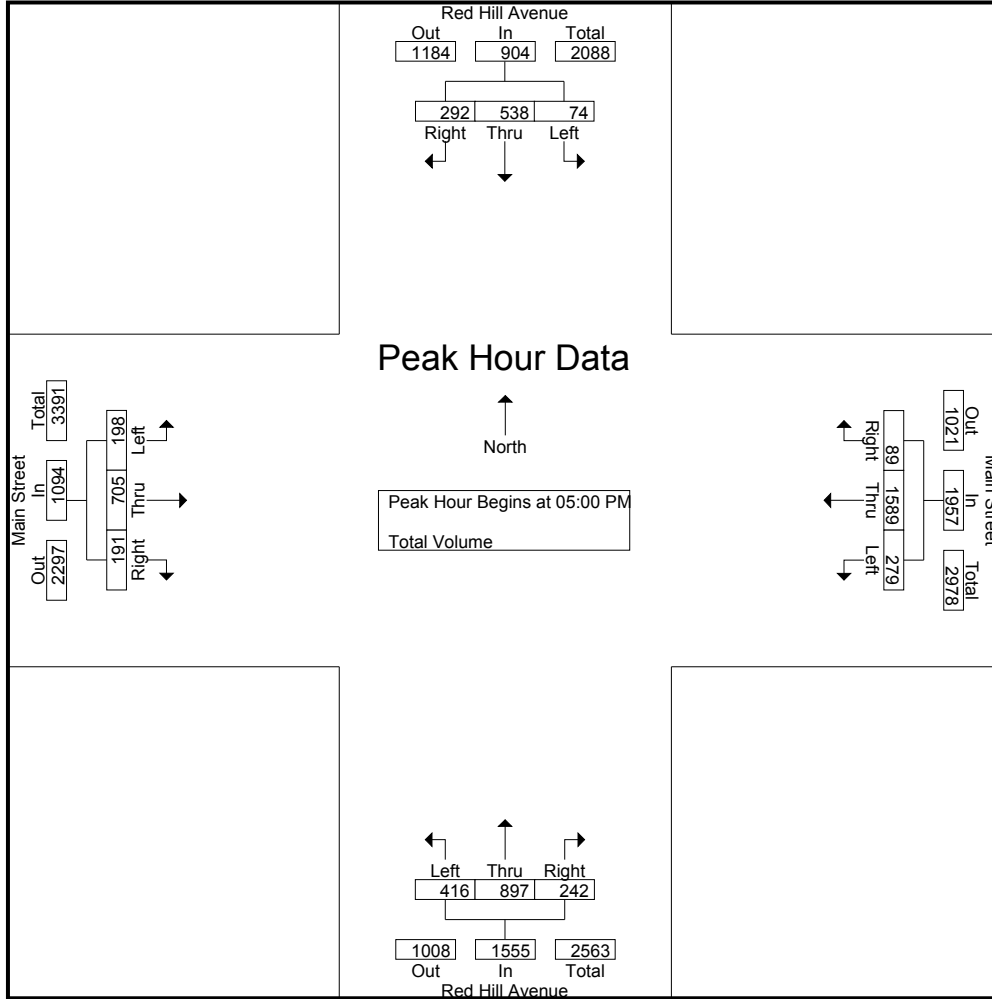 Red Hill Avenue
Out In Total
1184 904 2088
292 538 74
Right Thru Left
Peak Hour Data
North
Peak Hour Begins at 05:00 PM
Total Volume
Main Street
Out In Total
2297 1094 3391
191 705 198
Right Thru Left
Main Street
Out In Total
1021 1957 2978
89 1589 279
Right Thru Left
Left Thru Right
416 897 242
1008 1555 2563
Out In Total
Red Hill Avenue